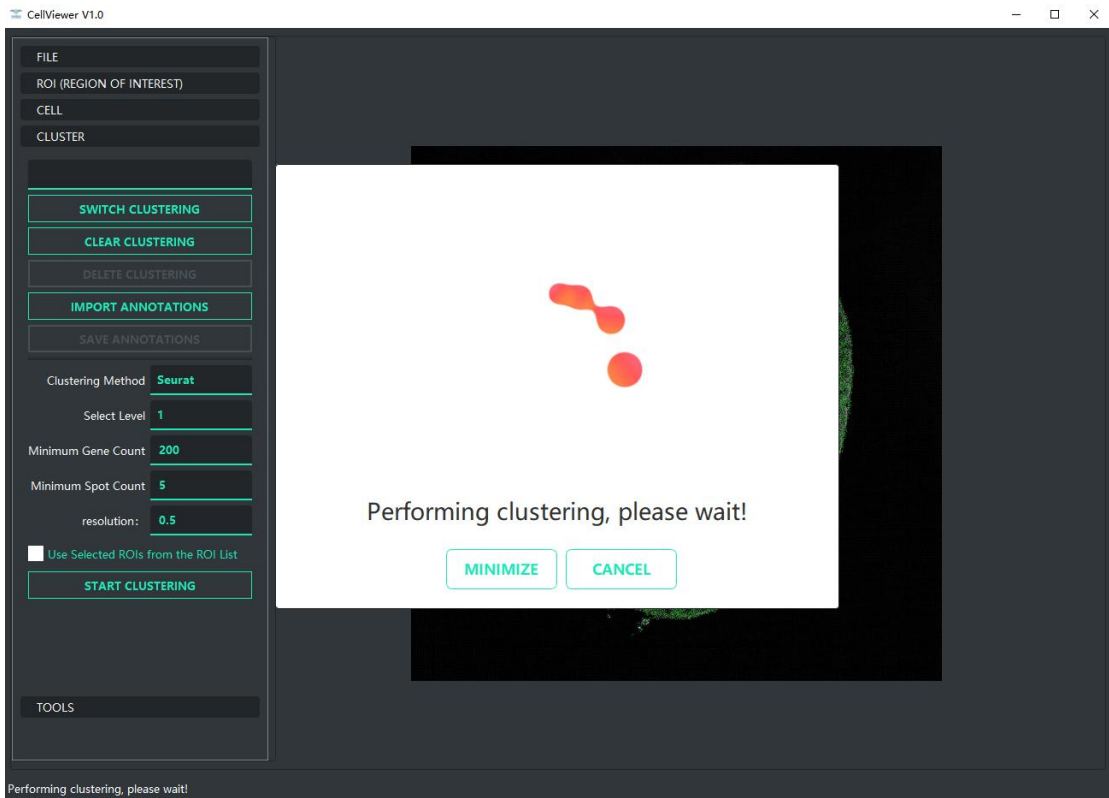 CellViewer V1.0
FILE
ROI (REGION OF INTEREST)
CELL
CLUSTER
SWITCH CLUSTERING
CLEAR CLUSTERING
DELETE CLUSTERING
IMPORT ANNOTATIONS
SAVE ANNOTATIONS
Clustering Method Seurat
Select Level 1
Minimum Gene Count 200
Minimum Spot Count 5
resolution: 0.5
Use Selected ROIs from the ROI List
START CLUSTERING
TOOLS
Performing clustering, please wait!
MINIMIZE CANCEL
Performing clustering, please wait!